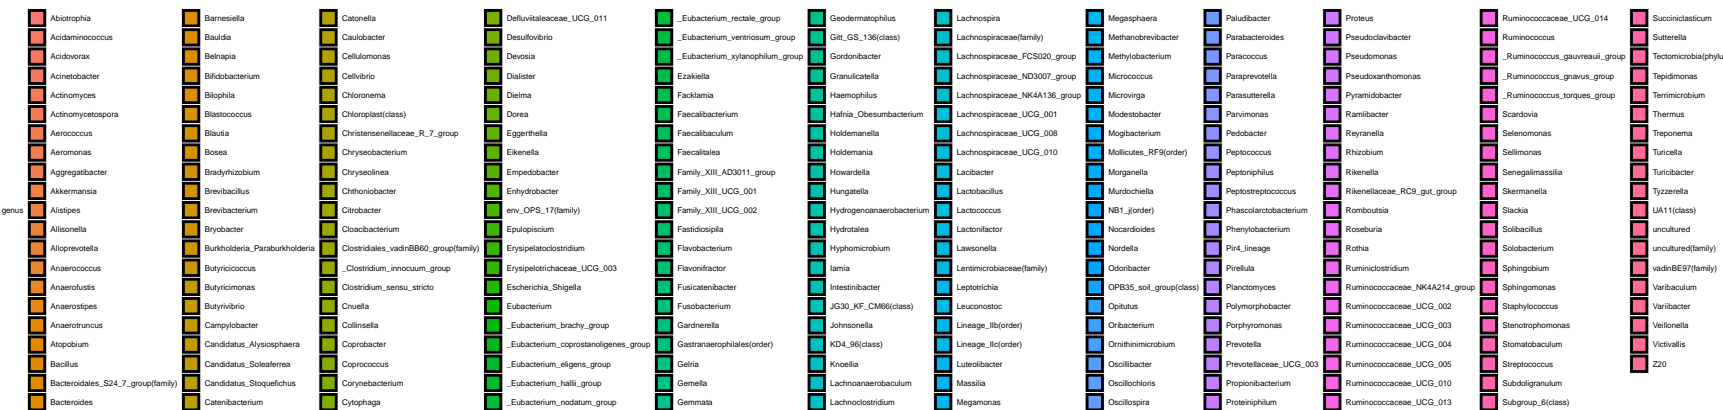 genus
Abiotrophia
Acidaminococcus
Acidovorax
Acinetobacter
Actinomyces
Actinomycetospora
Aerococcus
Aeromonas
Aggregatibacter
Akkermansia
Alistipes
Allisonella
Alloprevotella
Anaerococcus
Anaerofustis
Anaerostipes
Anaerotruncus
Atopobium
Bacillus
Bacteroidales_S24_7_group(family)
Bacteroides
Barnesiella
Bauldia
Belnapia
Bifidobacterium
Bilophila
Blastococcus
Blautia
Bosea
Bradyrhizobium
Brevibacillus
Brevibacterium
Bryobacter
Burkholderia_Paraburkholderia
Butyricicoccus
Butyricimonas
Butyrivibrio
Campylobacter
Candidatus_Alysiosphaera
Candidatus_Soleaferrea
Candidatus_Stoquefichus
Catenibacterium
Catonella
Caulobacter
Cellulomonas
Cellvibrio
Chloronema
Chloroplast(class)
Christensenellaceae_R_7_group
Chryseobacterium
Chryseolinea
Chthoniobacter
Citrobacter
Cloacibacterium
Clostridiales_vadinBB60_group(family)
_Clostridium_innocuum_group
Clostridium_sensu_stricto
Cnuella
Collinsella
Coprobacter
Coprococcus
Corynebacterium
Cytophaga
Defluviitaleaceae_UCG_011
Desulfovibrio
Devosia
Dialister
Dielma
Dorea
Eggerthella
Eikenella
Empedobacter
Enhydrobacter
env_OPS_17(family)
Epulopiscium
Erysipelatoclostridium
Erysipelotrichaceae_UCG_003
Escherichia_Shigella
Eubacterium
_Eubacterium_brachy_group
_Eubacterium_coprostanoligenes_group
_Eubacterium_eligens_group
_Eubacterium_hallii_group
_Eubacterium_nodatum_group
_Eubacterium_rectale_group
_Eubacterium_ventriosum_group
_Eubacterium_xylanophilum_group
Ezakiella
Facklamia
Faecalibacterium
Faecalibaculum
Faecalitalea
Family_XIII_AD3011_group
Family_XIII_UCG_001
Family_XIII_UCG_002
Fastidiosipila
Flavobacterium
Flavonifractor
Fusicatenibacter
Fusobacterium
Gardnerella
Gastranaerophilales(order)
Gelria
Gemella
Gemmata
Geodermatophilus
Gitt_GS_136(class)
Gordonibacter
Granulicatella
Haemophilus
Hafnia_Obesumbacterium
Holdemanella
Holdemania
Howardella
Hungatella
Hydrogenoanaerobacterium
Hydrotalea
Hyphomicrobium
Iamia
Intestinibacter
JG30_KF_CM66(class)
Johnsonella
KD4_96(class)
Knoellia
Lachnoanaerobaculum
Lachnoclostridium
Lachnospira
Lachnospiraceae(family)
Lachnospiraceae_FCS020_group
Lachnospiraceae_ND3007_group
Lachnospiraceae_NK4A136_group
Lachnospiraceae_UCG_001
Lachnospiraceae_UCG_008
Lachnospiraceae_UCG_010
Lacibacter
Lactobacillus
Lactococcus
Lactonifactor
Lawsonella
Lentimicrobiaceae(family)
Leptotrichia
Leuconostoc
Lineage_IIb(order)
Lineage_IIc(order)
Luteolibacter
Massilia
Megamonas
Megasphaera
Methanobrevibacter
Methylobacterium
Micrococcus
Microvirga
Modestobacter
Mogibacterium
Mollicutes_RF9(order)
Morganella
Murdochiella
NB1_j(order)
Nocardioides
Nordella
Odoribacter
OPB35_soil_group(class)
Opitutus
Oribacterium
Ornithinimicrobium
Oscillibacter
Oscillochloris
Oscillospira
Paludibacter
Parabacteroides
Paracoccus
Paraprevotella
Parasutterella
Parvimonas
Pedobacter
Peptococcus
Peptoniphilus
Peptostreptococcus
Phascolarctobacterium
Phenylobacterium
Pir4_lineage
Pirellula
Planctomyces
Polymorphobacter
Porphyromonas
Prevotella
Prevotellaceae_UCG_003
Propionibacterium
Proteiniphilum
Proteus
Pseudoclavibacter
Pseudomonas
Pseudoxanthomonas
Pyramidobacter
Ramlibacter
Reyranella
Rhizobium
Rikenella
Rikenellaceae_RC9_gut_group
Romboutsia
Roseburia
Rothia
Ruminiclostridium
Ruminococcaceae_NK4A214_group
Ruminococcaceae_UCG_002
Ruminococcaceae_UCG_003
Ruminococcaceae_UCG_004
Ruminococcaceae_UCG_005
Ruminococcaceae_UCG_010
Ruminococcaceae_UCG_013
Ruminococcaceae_UCG_014
Ruminococcus
_Ruminococcus_gauvreauii_group
_Ruminococcus_gnavus_group
_Ruminococcus_torques_group
Scardovia
Selenomonas
Sellimonas
Senegalimassilia
Skermanella
Slackia
Solibacillus
Solobacterium
Sphingobium
Sphingomonas
Staphylococcus
Stenotrophomonas
Stomatobaculum
Streptococcus
Subdoligranulum
Subgroup_6(class)
Succiniclasticum
Sutterella
Tectomicrobia(phylu
Tepidimonas
Terrimicrobium
Thermus
Treponema
Turicella
Turicibacter
Tyzzerella
UA11(class)
uncultured
uncultured(family)
vadinBE97(family)
Varibaculum
Variibacter
Veillonella
Victivallis
Z20